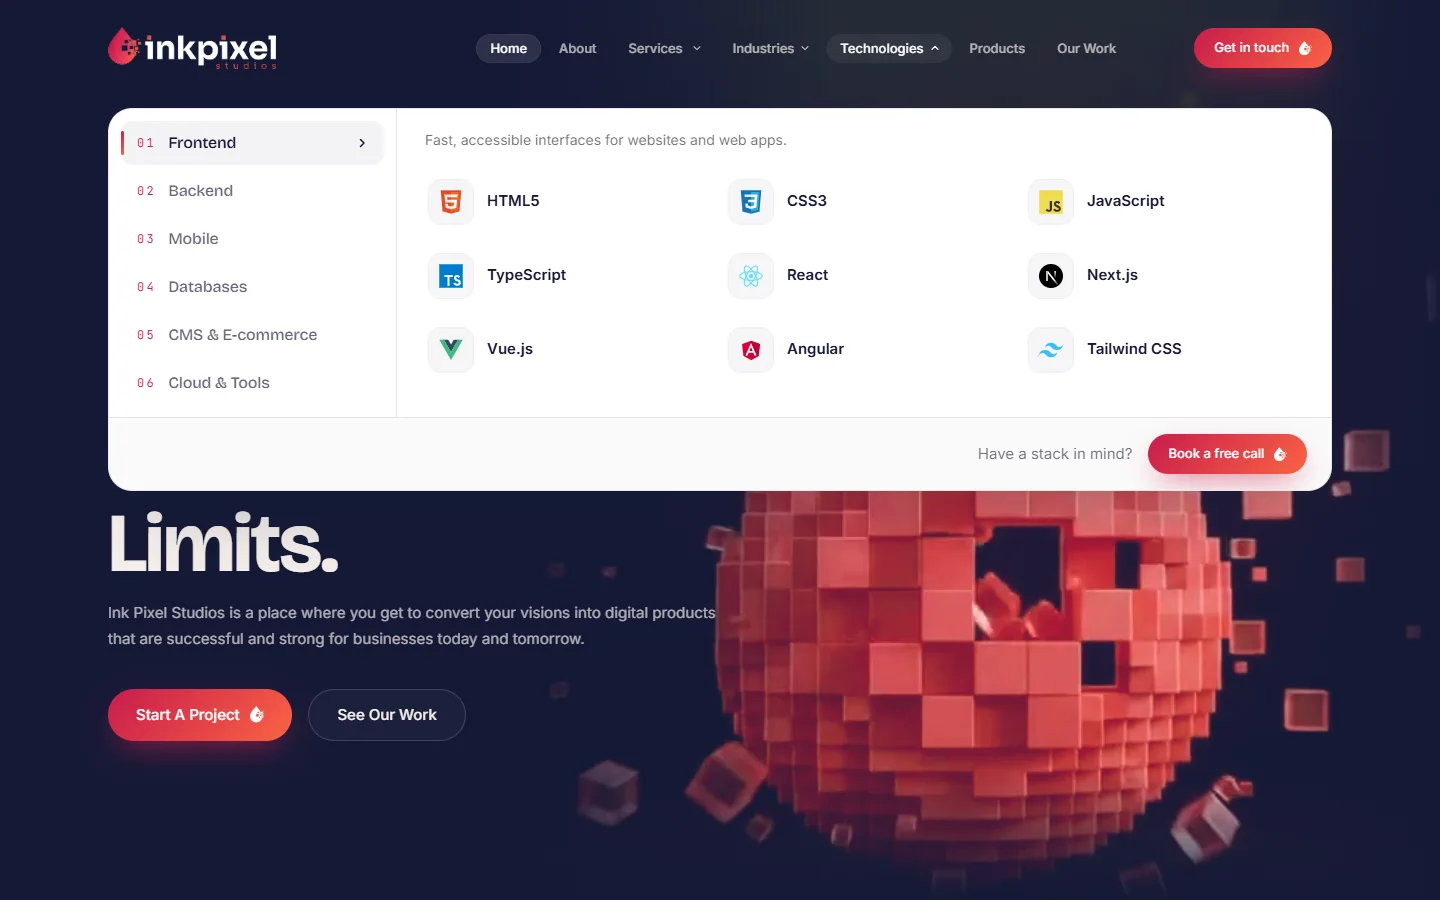 inkpixel
studios
Home
About
Services
Industries
Technologies
Products
Our Work
Get in touch
01 Frontend
02 Backend
03 Mobile
04 Databases
05 CMS & E-commerce
06 Cloud & Tools
Fast, accessible interfaces for websites and web apps.
HTML5
CSS3
JS JavaScript
TS TypeScript
React
N Next.js
Vue.js
A Angular
Tailwind CSS
Have a stack in mind?
Book a free call
Limits.
Ink Pixel Studios is a place where you get to convert your visions into digital products
that are successful and strong for businesses today and tomorrow.
Start A Project
See Our Work